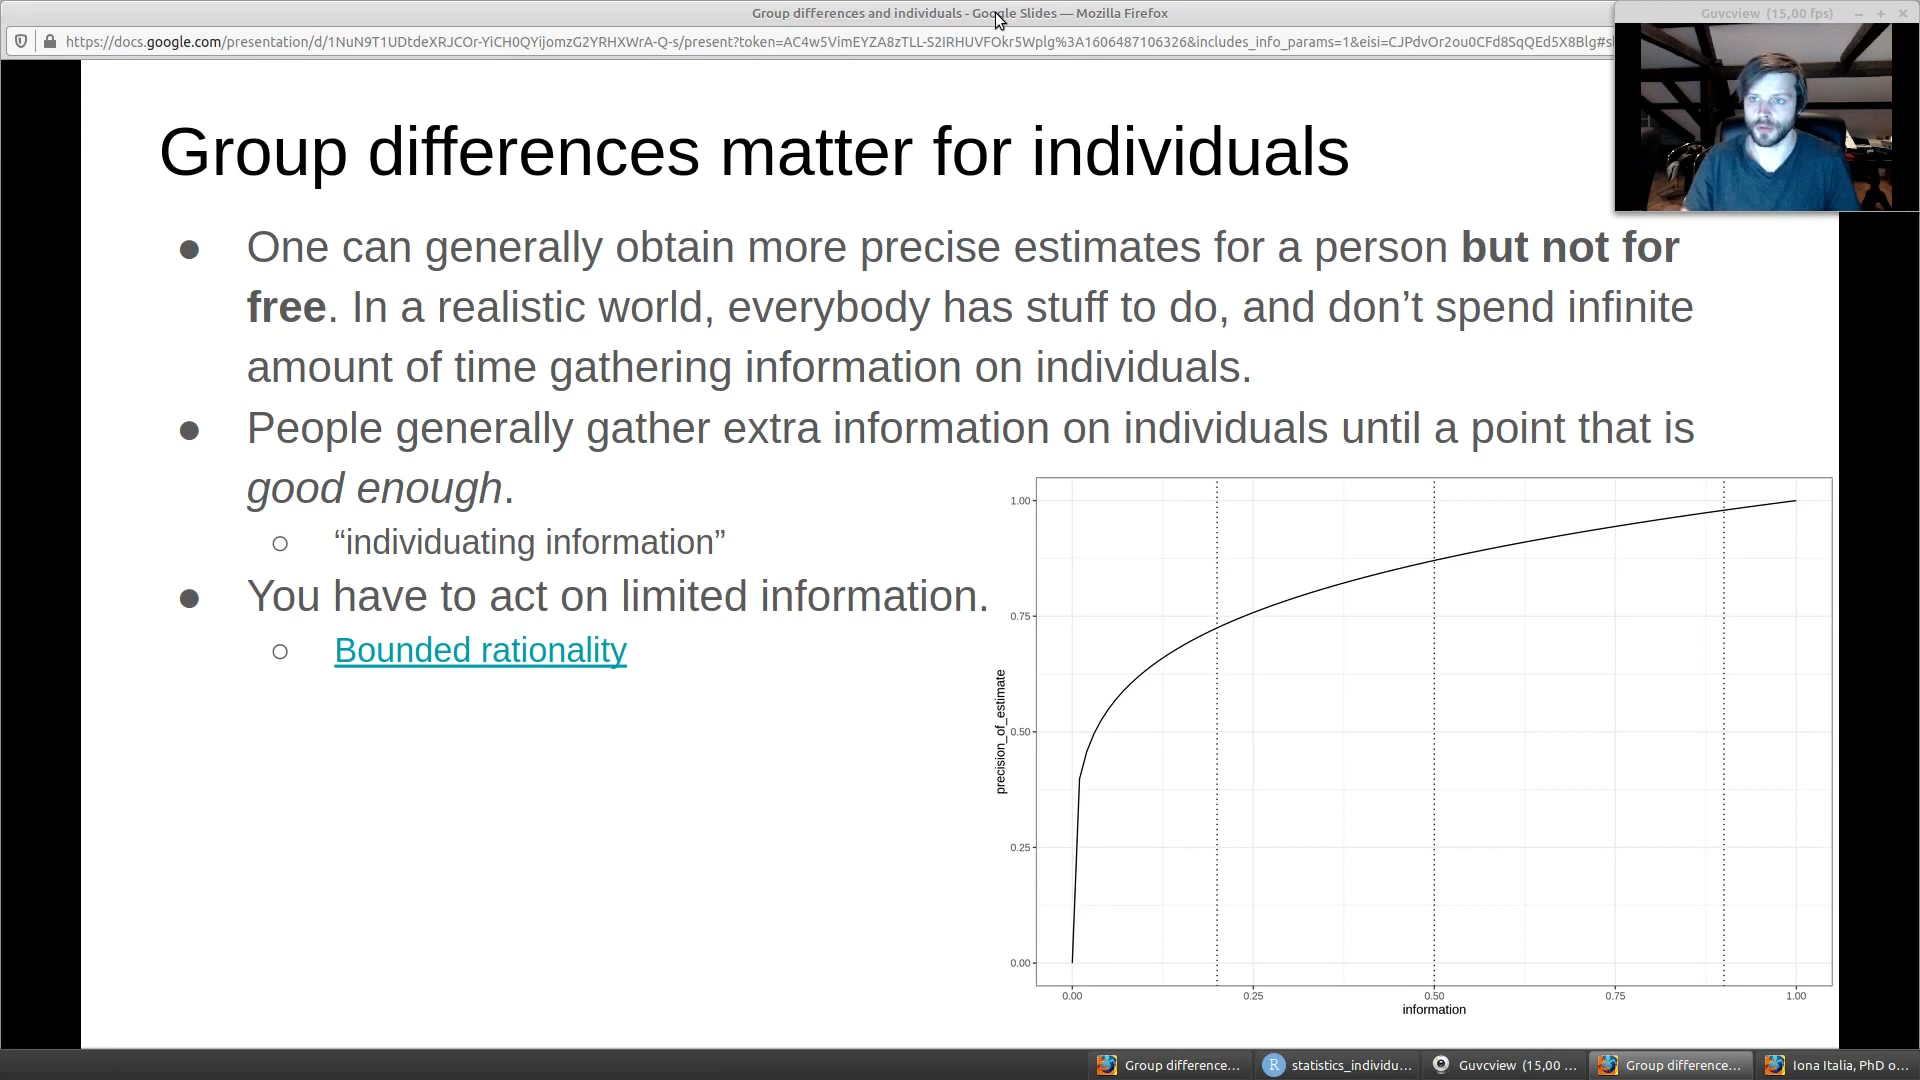 Group differences and individuals - Google Slides — Mozilla Firefox
Guvcview (15,00 fps)
https://docs.google.com/presentation/d/1NuN9T1UDtdeXRJCOr-YiCH0QYijomzG2YRHXWrA-Q-s/present?token=AC4w5VimEYZA8zTLL-S2IRHUVFOkr5Wplg%3A1606487106326&includes_info_params=1&eisi=CJPdvOr2ou0CFd8SqQEd5X8Blg#sl
Group differences matter for individuals
● One can generally obtain more precise estimates for a person but not for
free. In a realistic world, everybody has stuff to do, and don’t spend infinite
amount of time gathering information on individuals.
● People generally gather extra information on individuals until a point that is
good enough.
○ “individuating information”
● You have to act on limited information.
○ Bounded rationality
1.00
0.75
0.50
0.25
0.00
precision_of_estimate
0.00 0.25 0.50 0.75 1.00
information
Group difference... statistics_individu... Guvcview (15,00 ... Group difference... Iona Italia, PhD o...